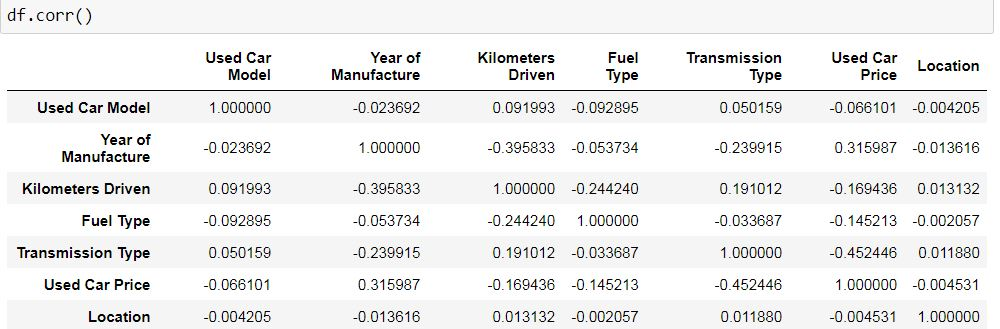 df.corr()
Used Car Model Year of Manufacture Kilometers Driven Fuel Type Transmission Type Used Car Price Location
Used Car Model 1.000000 -0.023692 0.091993 -0.092895 0.050159 -0.066101 -0.004205
Year of Manufacture -0.023692 1.000000 -0.395833 -0.053734 -0.239915 0.315987 -0.013616
Kilometers Driven 0.091993 -0.395833 1.000000 -0.244240 0.191012 -0.169436 0.013132
Fuel Type -0.092895 -0.053734 -0.244240 1.000000 -0.033687 -0.145213 -0.002057
Transmission Type 0.050159 -0.239915 0.191012 -0.033687 1.000000 -0.452446 0.011880
Used Car Price -0.066101 0.315987 -0.169436 -0.145213 -0.452446 1.000000 -0.004531
Location -0.004205 -0.013616 0.013132 -0.002057 0.011880 -0.004531 1.000000